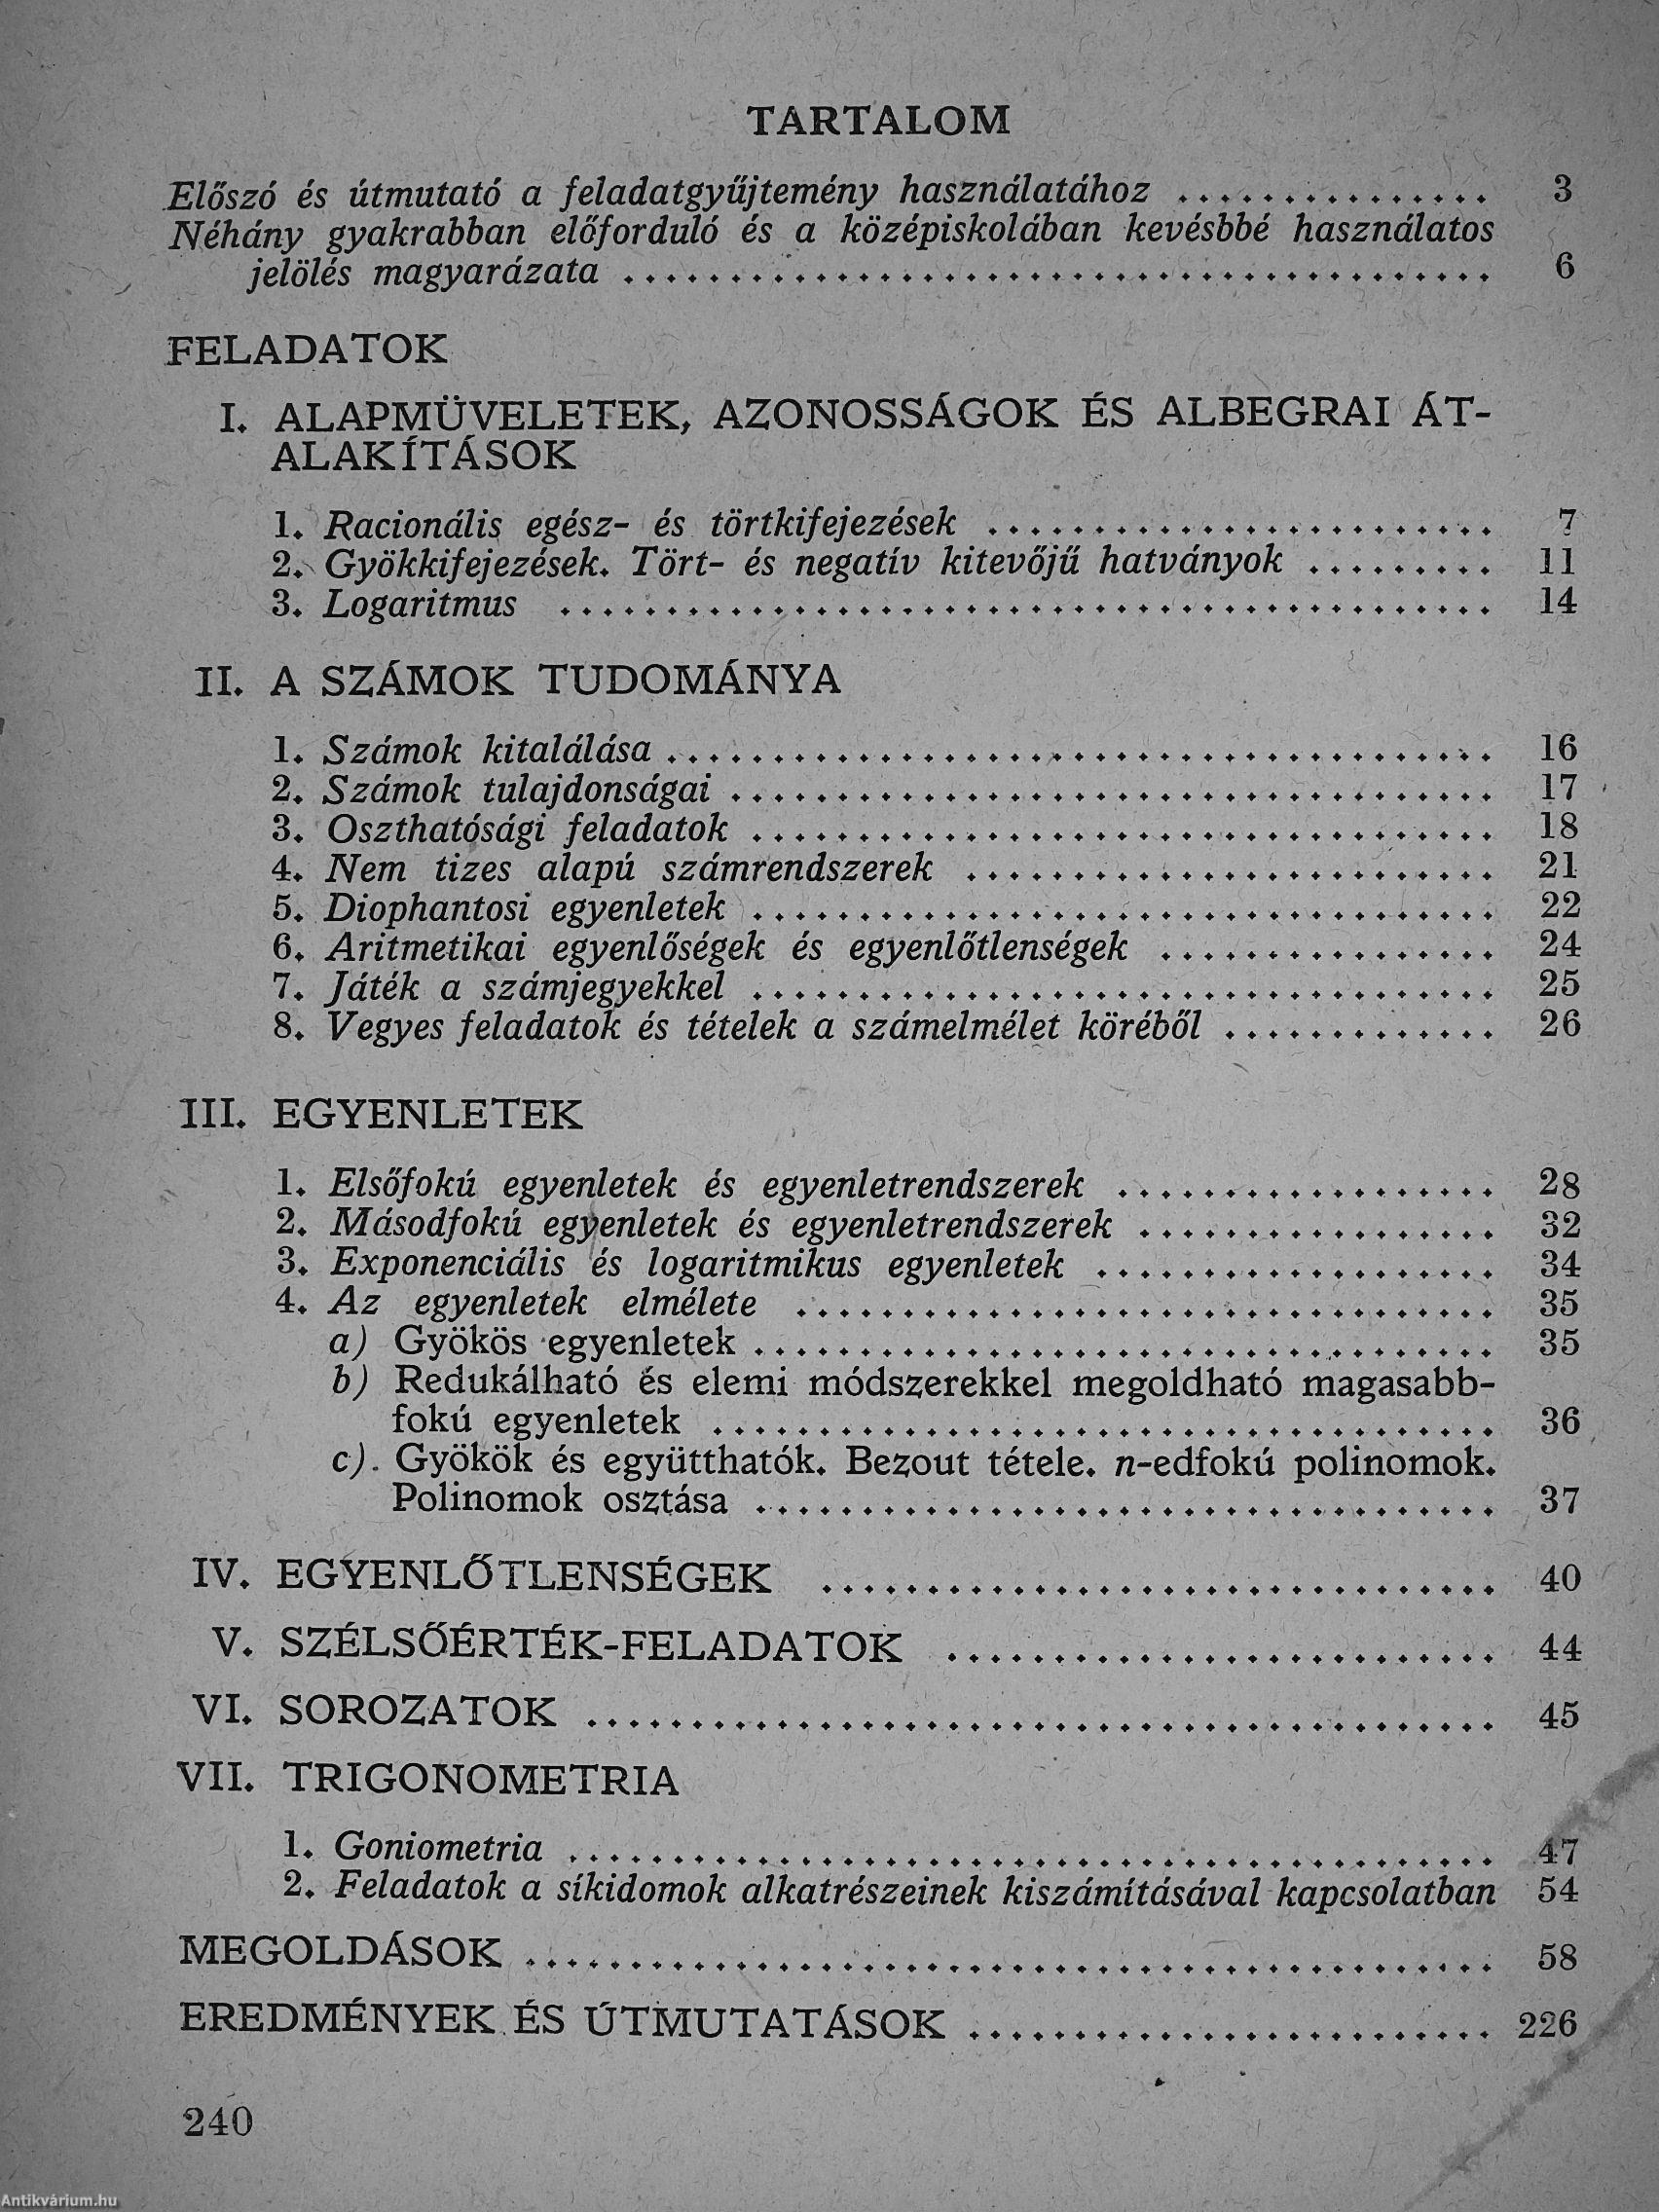 TARTALOM
Előszó és útmutató a feladatgyűjtemény használatához ............... 3
Néhány gyakrabban előforduló és a középiskolában kevésbbé használatos
jelölés magyarázata ......................................... 6
FELADATOK
I. ALAPMÜVELETEK, AZONOSSÁGOK ÉS ALBEGRAI ÁT-
ALAKÍTÁSOK
1. Racionális egész- és törtkifejezések ........................ 7
2. Gyökkifejezések. Tört- és negatív kitevőjű hatványok ......... 11
3. Logaritmus ............................................ 14
II. A SZÁMOK TUDOMÁNYA
1. Számok kitalálása ....................................... 16
2. Számok tulajdonságai .................................... 17
3. Oszthatósági feladatok ................................... 18
4. Nem tizes alapú számrendszerek ......................... 21
5. Diophantosi egyenletek ................................... 22
6. Aritmetikai egyenlőségek és egyenlőtlenségek ................ 24
7. Játék a számjegyekkel ................................... 25
8. Vegyes feladatok és tételek a számelmélet köréből ............. 26
III. EGYENLETEK
1. Elsőfokú egyenletek és egyenletrendszerek .................. 28
2. Másodfokú egyenletek és egyenletrendszerek ................. 32
3. Exponenciális és logaritmikus egyenletek ................... 34
4. Az egyenletek elmélete ................................. 35
a) Gyökös egyenletek ................................... 35
b) Redukálható és elemi módszerekkel megoldható magasabb-
fokú egyenletek ..................................... 36
c). Gyökök és együtthatók. Bezout tétele. n-edfokú polinomok.
Polinomok osztása ................................... 37
IV. EGYENLŐTLENSÉGEK ................................ 40
V. SZÉLSŐÉRTÉK-FELADATOK .......................... 44
VI. SOROZATOK ........................................... 45
VII. TRIGONOMETRIA
1. Goniometria ............................................ 47
2. Feladatok a síkidomok alkatrészeinek kiszámításával kapcsolatban 54
MEGOLDÁSOK .............................................. 58
EREDMÉNYEK ÉS ÚTMUTATÁSOK ......................... 226
240
Antikvárium.hu